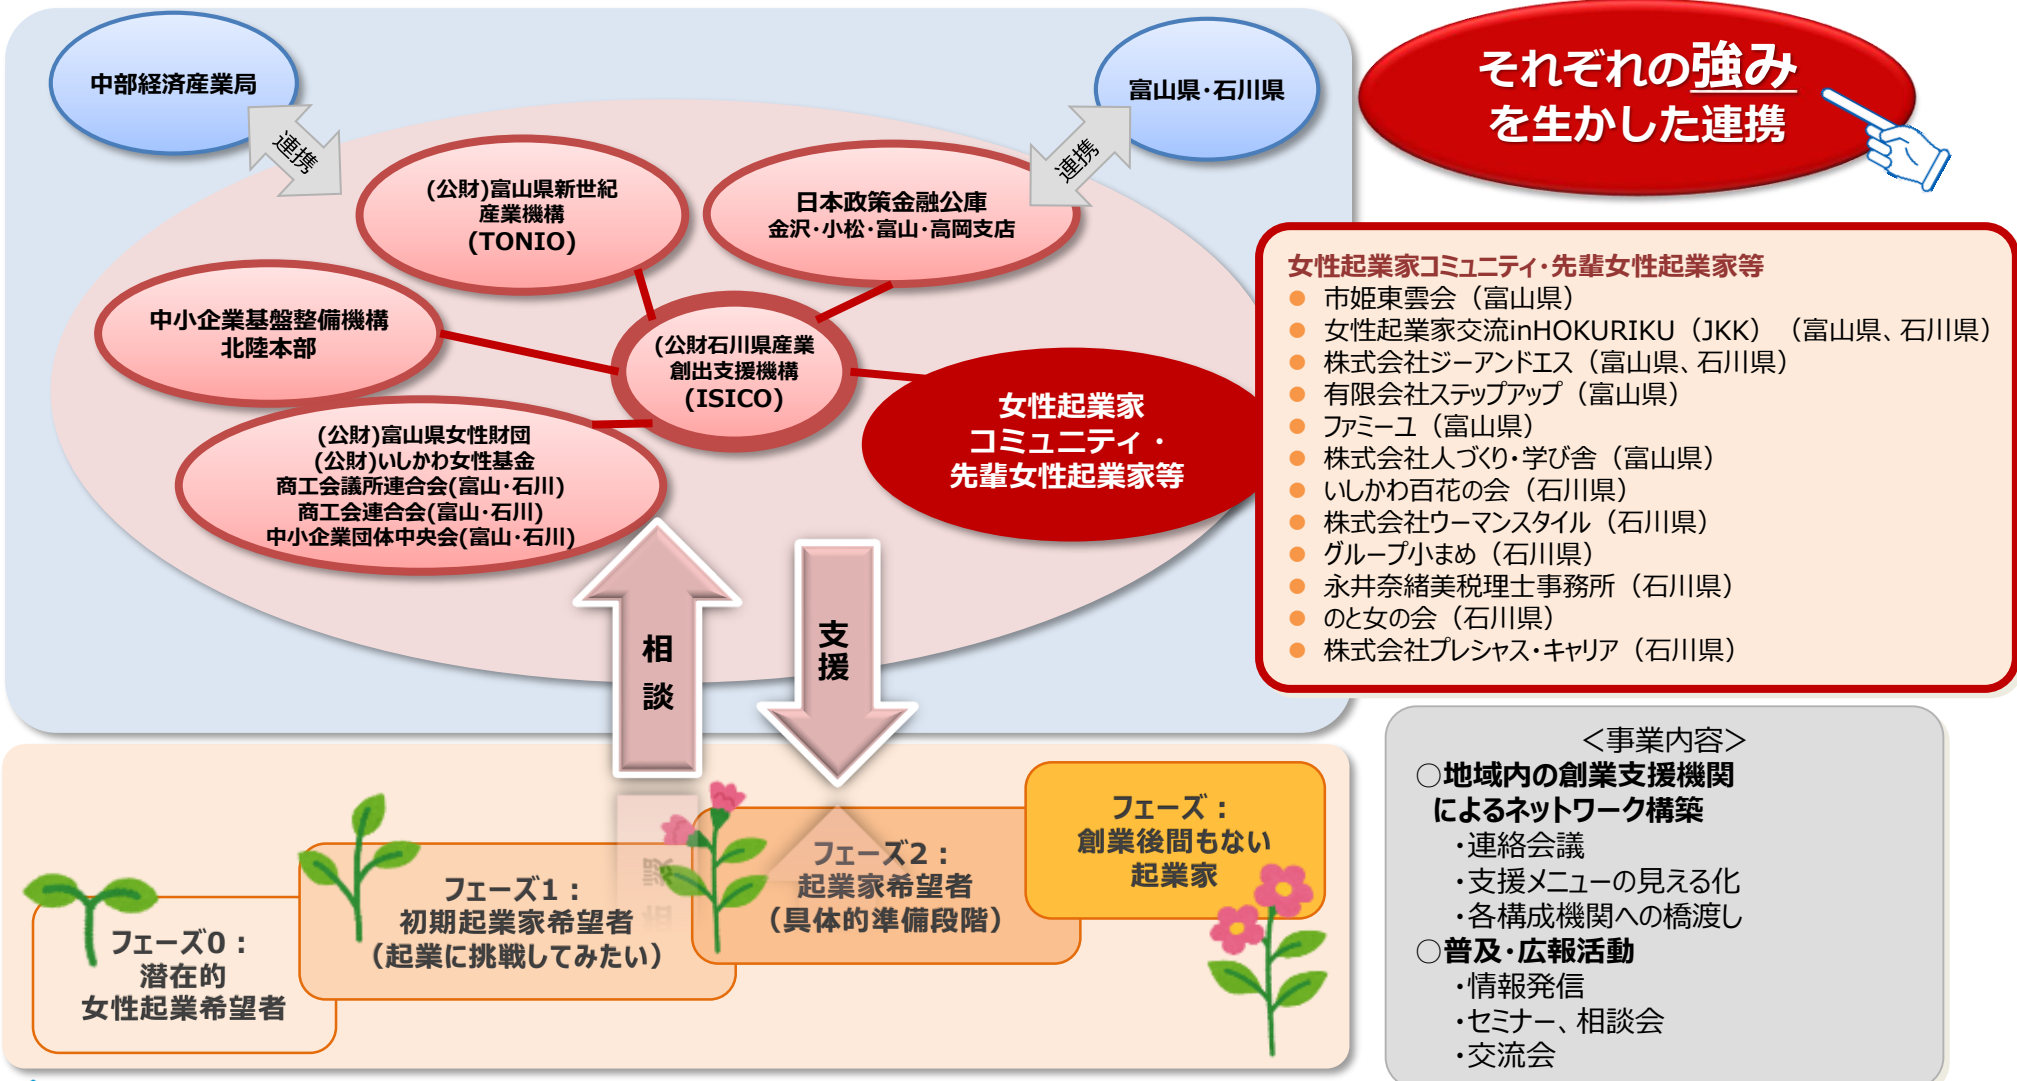 中部経済産業局
連携
富山県・石川県
連携
それぞれの強み
を生かした連携
(公財)富山県新世紀
産業機構
(TONIO)
日本政策金融公庫
金沢・小松・富山・高岡支店
中小企業基盤整備機構
北陸本部
(公財石川県産業
創出支援機構
(ISICO)
女性起業家
コミュニティ・
先輩女性起業家等
(公財)富山県女性財団
(公財)いしかわ女性基金
商工会議所連合会(富山・石川)
商工会連合会(富山・石川)
中小企業団体中央会(富山・石川)
女性起業家コミュニティ・先輩女性起業家等
● 市姫東雲会（富山県）
● 女性起業家交流inHOKURIKU（JKK）（富山県、石川県）
● 株式会社ジーアンドエス（富山県、石川県）
● 有限会社ステップアップ（富山県）
● ファミーユ（富山県）
● 株式会社人づくり・学び舎（富山県）
● いしかわ百花の会（石川県）
● 株式会社ウーマンスタイル（石川県）
● グループ小まめ（石川県）
● 永井奈緒美税理士事務所（石川県）
● のと女の会（石川県）
● 株式会社プレシャス・キャリア（石川県）
相談
支援
フェーズ0：
潜在的
女性起業希望者
フェーズ1：
初期起業家希望者
（起業に挑戦してみたい）
フェーズ2：
起業家希望者
（具体的準備段階）
フェーズ：
創業後間もない
起業家
＜事業内容＞
○地域内の創業支援機関
によるネットワーク構築
・連絡会議
・支援メニューの見える化
・各構成機関への橋渡し
○普及・広報活動
・情報発信
・セミナー、相談会
・交流会